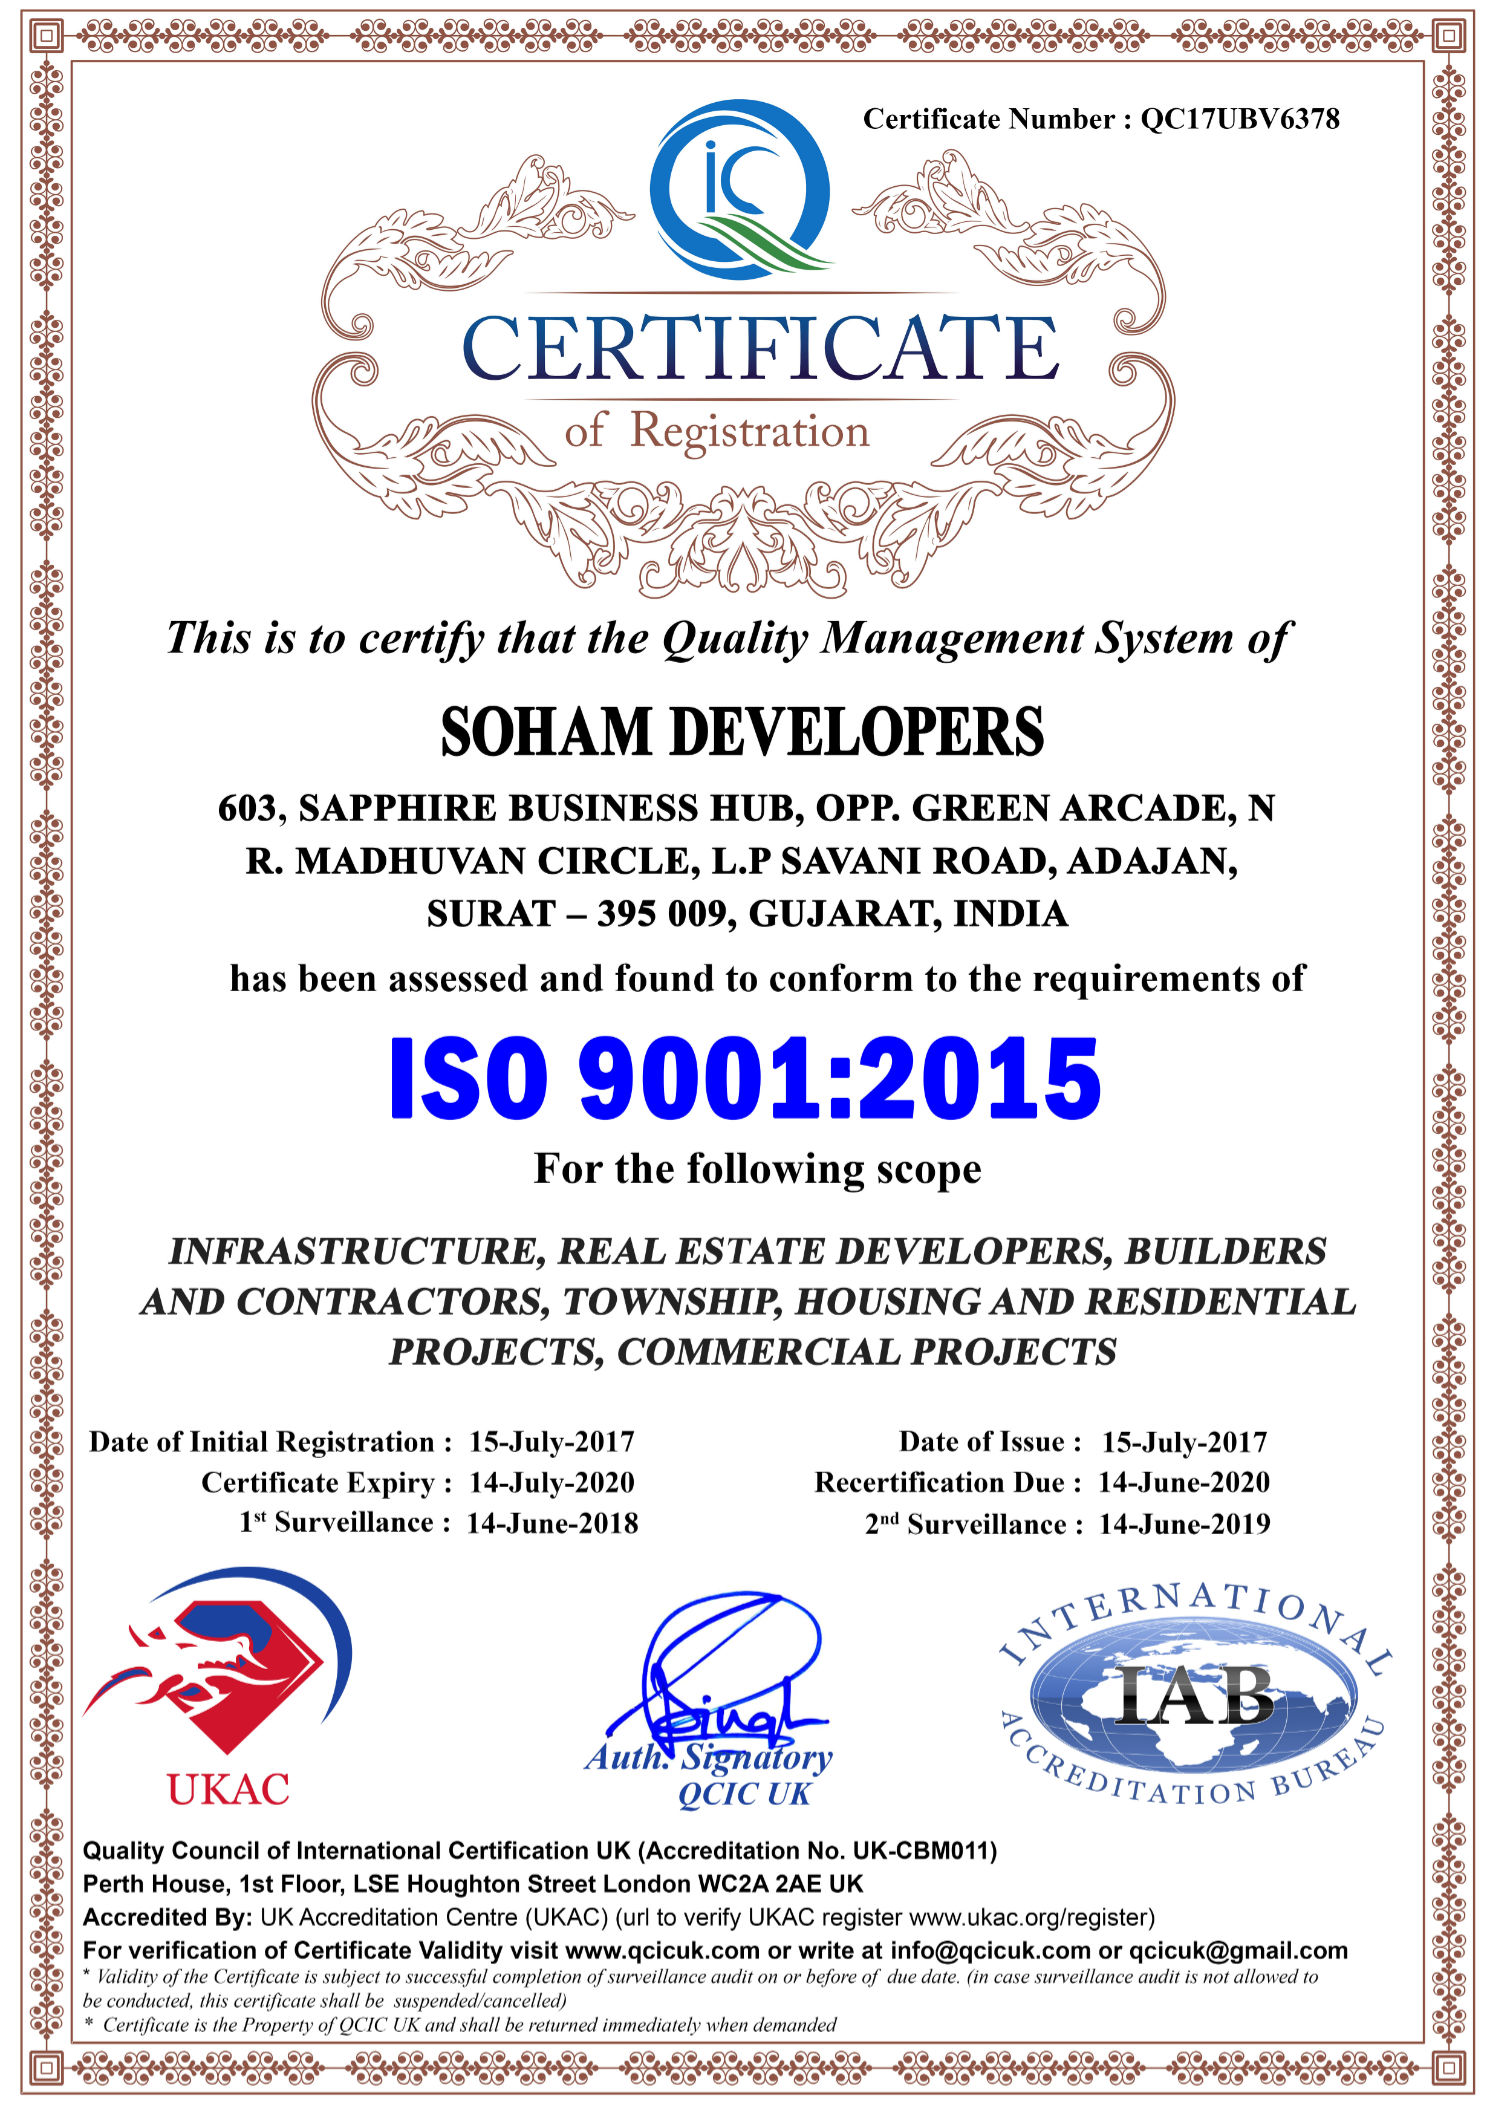 Certificate Number : QC17UBV6378
iC
CERTIFICATE
of Registration
This is to certify that the Quality Management System of
SOHAM DEVELOPERS
603, SAPPHIRE BUSINESS HUB, OPP. GREEN ARCADE, N
R. MADHUVAN CIRCLE, L.P SAVANI ROAD, ADAJAN,
SURAT – 395 009, GUJARAT, INDIA
has been assessed and found to conform to the requirements of
ISO 9001:2015
For the following scope
INFRASTRUCTURE, REAL ESTATE DEVELOPERS, BUILDERS
AND CONTRACTORS, TOWNSHIP, HOUSING AND RESIDENTIAL
PROJECTS, COMMERCIAL PROJECTS
Date of Initial Registration : 15-July-2017
Certificate Expiry : 14-July-2020
1st Surveillance : 14-June-2018
Date of Issue : 15-July-2017
Recertification Due : 14-June-2020
2nd Surveillance : 14-June-2019
UKAC
Singh
Auth. Signatory
QCIC UK
INTERNATIONAL
IAB
ACCREDITATION BUREAU
Quality Council of International Certification UK (Accreditation No. UK-CBM011)
Perth House, 1st Floor, LSE Houghton Street London WC2A 2AE UK
Accredited By: UK Accreditation Centre (UKAC) (url to verify UKAC register www.ukac.org/register)
For verification of Certificate Validity visit www.qcicuk.com or write at info@qcicuk.com or qcicuk@gmail.com
* Validity of the Certificate is subject to successful completion of surveillance audit on or before of due date. (in case surveillance audit is not allowed to
be conducted, this certificate shall be suspended/cancelled)
* Certificate is the Property of QCIC UK and shall be returned immediately when demanded